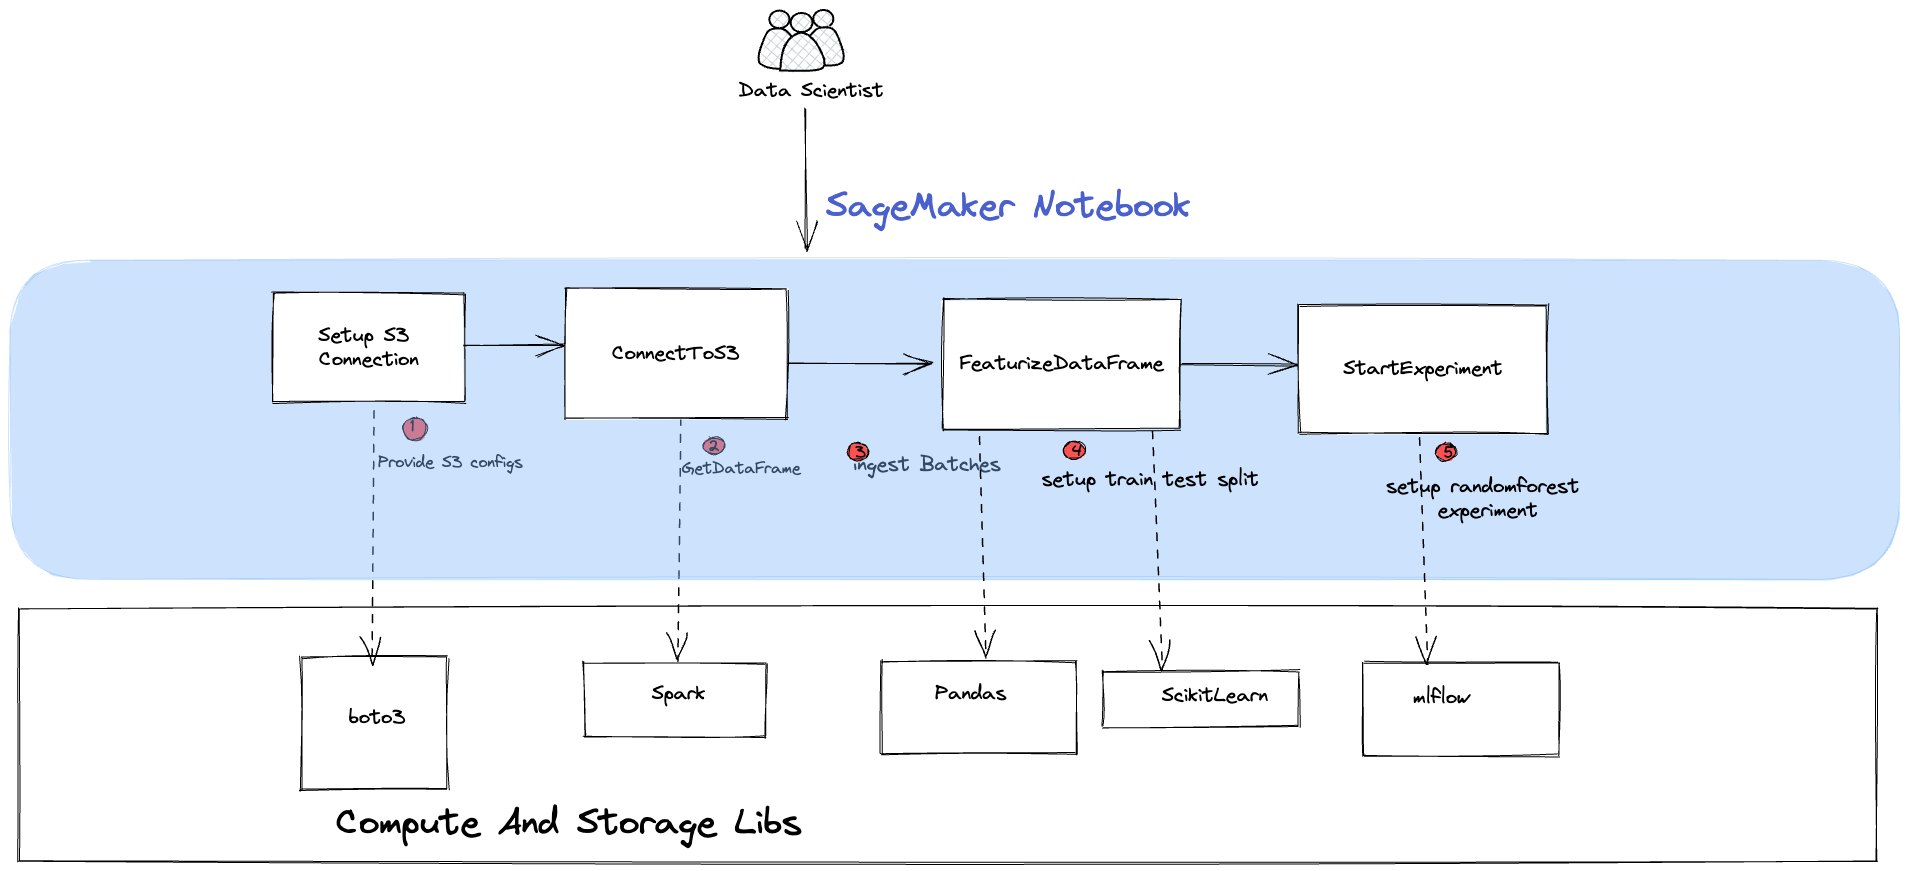 Data Scientist
SageMaker Notebook
Setup S3
Connection
ConnectToS3
FeaturizeDataFrame
StartExperiment
1
Provide S3 configs
2
GetDataFrame
3
ingest Batches
4
setup train test split
5
setup randomforest
experiment
boto3
Spark
Pandas
ScikitLearn
mlflow
Compute And Storage Libs